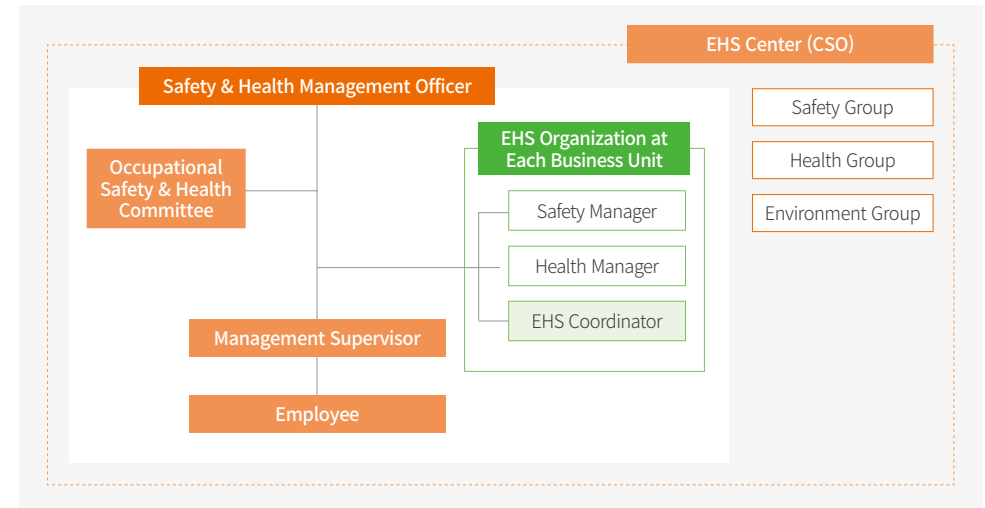 EHS Center (CSO)
Safety & Health Management Officer
Safety Group
Health Group
Environment Group
Occupational
Safety & Health
Committee
EHS Organization at
Each Business Unit
Safety Manager
Health Manager
EHS Coordinator
Management Supervisor
Employee